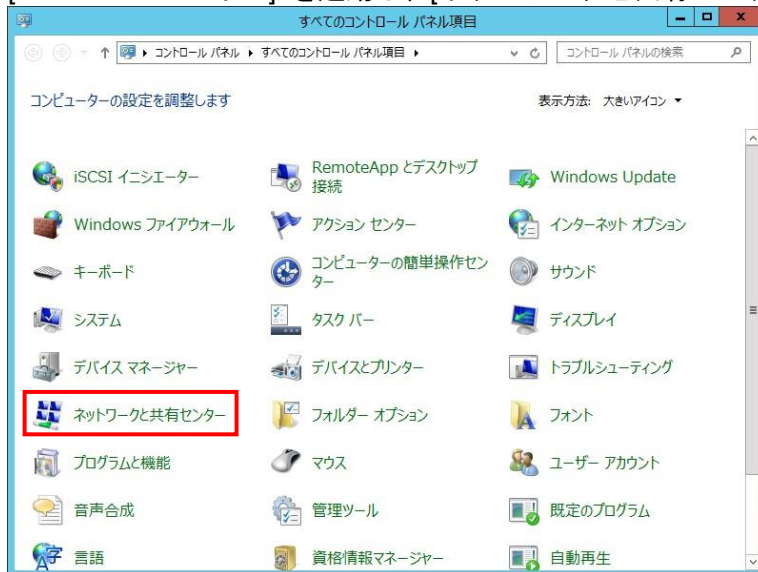 すべてのコントロール パネル項目
コントロール パネル ▸ すべてのコントロール パネル項目 ▸
コントロール パネルの検索
コンピューターの設定を調整します
表示方法: 大きいアイコン
iSCSI イニシエーター
RemoteApp とデスクトップ
接続
Windows Update
Windows ファイアウォール
アクション センター
インターネット オプション
キーボード
コンピューターの簡単操作セン
ター
サウンド
システム
タスク バー
ディスプレイ
デバイス マネージャー
デバイスとプリンター
トラブルシューティング
ネットワークと共有センター
フォルダー オプション
フォント
プログラムと機能
マウス
ユーザー アカウント
音声合成
管理ツール
既定のプログラム
言語
資格情報マネージャー
自動再生